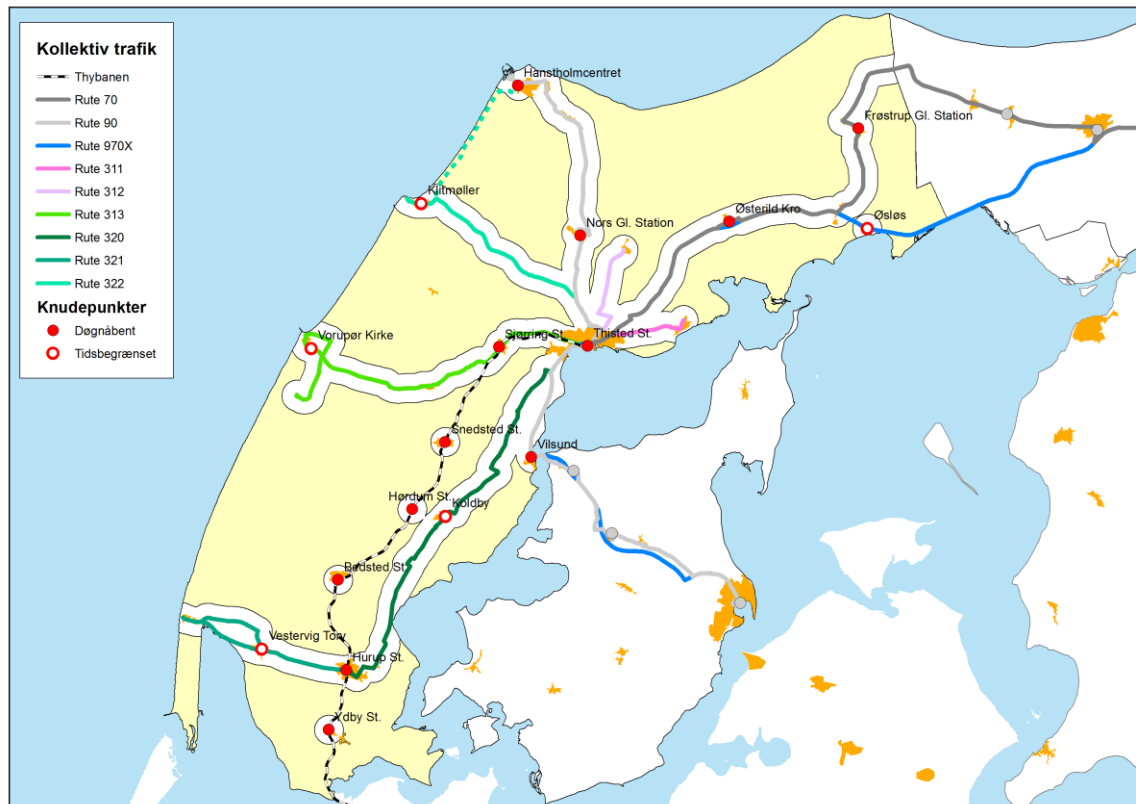 Kollektiv trafik
Thybanen
Rute 70
Rute 90
Rute 970X
Rute 311
Rute 312
Rute 313
Rute 320
Rute 321
Rute 322
Knudepunkter
Døgnåbent
Tidsbegrænset
Hanstholmcentret
Frøstrup Gl. Station
Klitmøller
Nors Gl. Station
Østerild Kro
Øsløs
Vorupør Kirke
Sjørring St.
Thisted St.
Snedsted St.
Vilsund
Hørdum St.
Koldby
Bedsted St.
Vestervig Torv
Hurup St.
Ydby St.